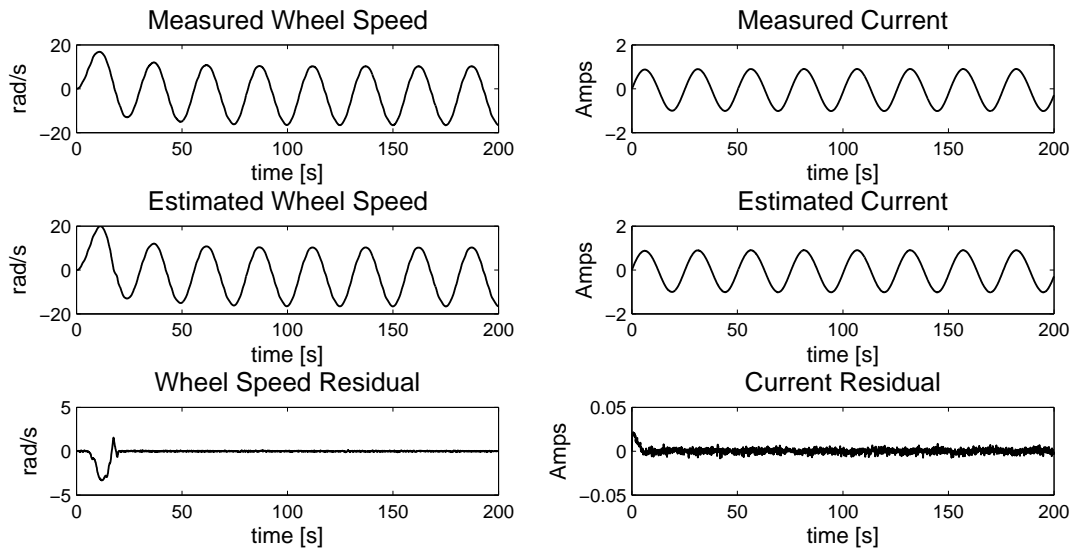 Measured Wheel Speed
20
0
−20
rad/s
0 50 100 150 200
time [s]
Measured Current
2
0
−2
Amps
0 50 100 150 200
time [s]
Estimated Wheel Speed
20
0
−20
rad/s
0 50 100 150 200
time [s]
Estimated Current
2
0
−2
Amps
0 50 100 150 200
time [s]
Wheel Speed Residual
5
0
−5
rad/s
0 50 100 150 200
time [s]
Current Residual
0.05
0
−0.05
Amps
0 50 100 150 200
time [s]